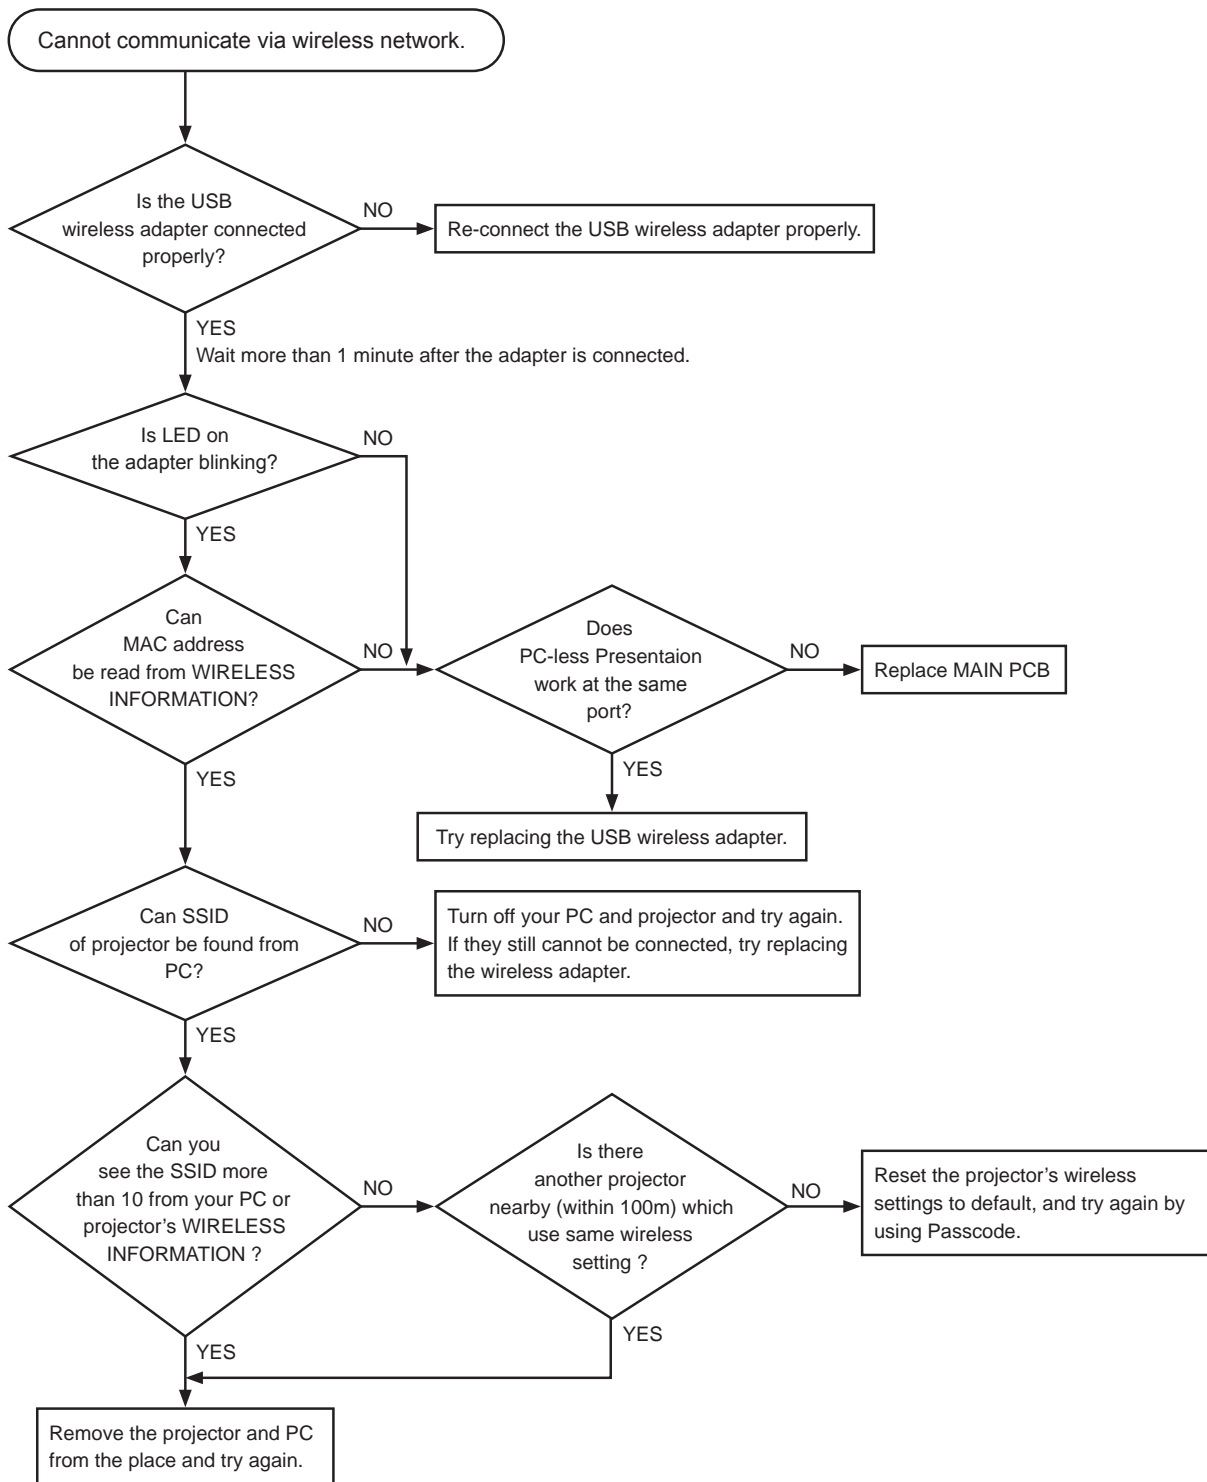 Cannot communicate via wireless network.
Is the USB
wireless adapter connected
properly?
NO
Re-connect the USB wireless adapter properly.
YES
Wait more than 1 minute after the adapter is connected.
Is LED on
the adapter blinking?
NO
YES
Can
MAC address
be read from WIRELESS
INFORMATION?
NO
Does
PC-less Presentaion
work at the same
port?
NO
Replace MAIN PCB
YES
YES
Try replacing the USB wireless adapter.
Can SSID
of projector be found from
PC?
NO
Turn off your PC and projector and try again.
If they still cannot be connected, try replacing
the wireless adapter.
YES
Can you
see the SSID more
than 10 from your PC or
projector’s WIRELESS
INFORMATION ?
NO
Is there
another projector
nearby (within 100m) which
use same wireless
setting ?
NO
Reset the projector’s wireless
settings to default, and try again by
using Passcode.
YES
YES
Remove the projector and PC
from the place and try again.